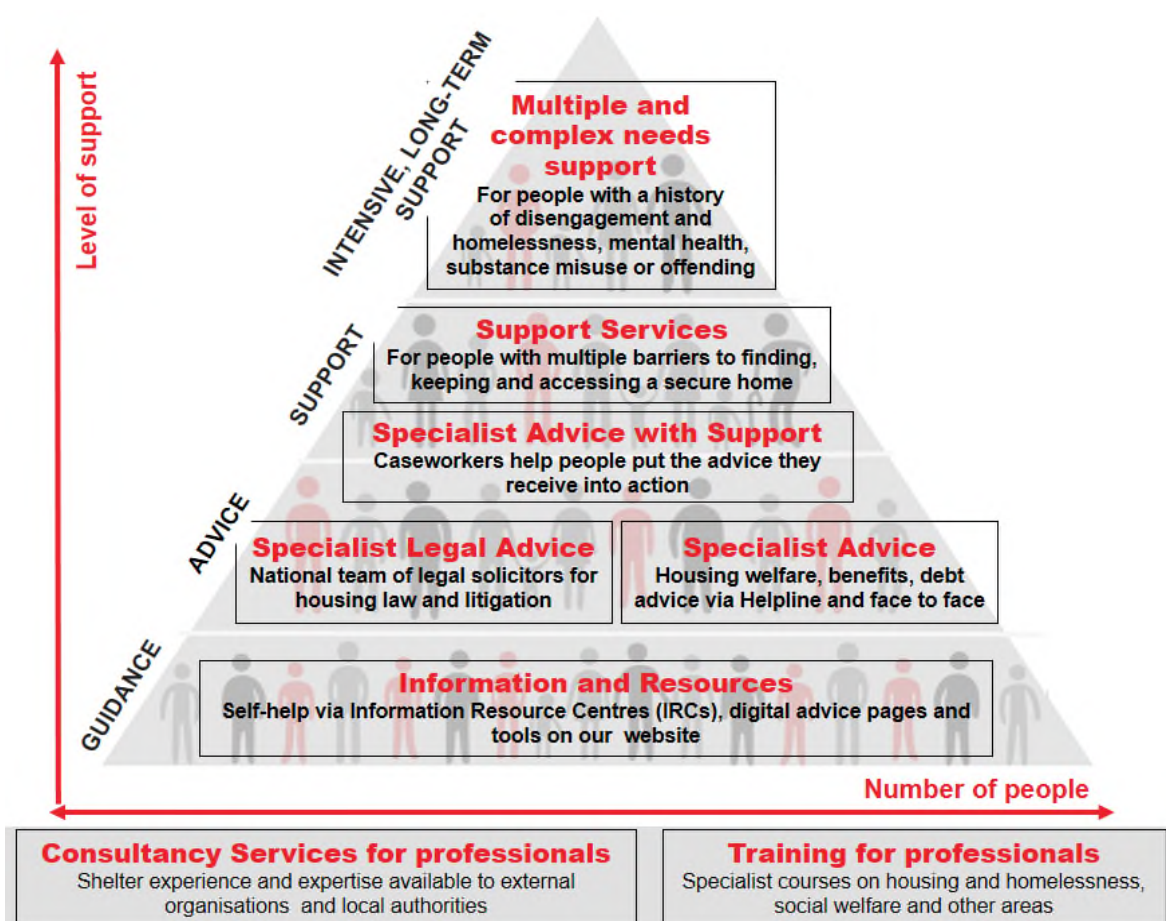 Level of support
INTENSIVE, LONG-TERM
SUPPORT
Multiple and
complex needs
support
For people with a history
of disengagement and
homelessness, mental health,
substance misuse or offending
SUPPORT
Support Services
For people with multiple barriers to finding,
keeping and accessing a secure home
Specialist Advice with Support
Caseworkers help people put the advice they
receive into action
ADVICE
Specialist Legal Advice
National team of legal solicitors for
housing law and litigation
Specialist Advice
Housing welfare, benefits, debt
advice via Helpline and face to face
GUIDANCE
Information and Resources
Self-help via Information Resource Centres (IRCs), digital advice pages and
tools on our website
Number of people
Consultancy Services for professionals
Shelter experience and expertise available to external
organisations and local authorities
Training for professionals
Specialist courses on housing and homelessness,
social welfare and other areas